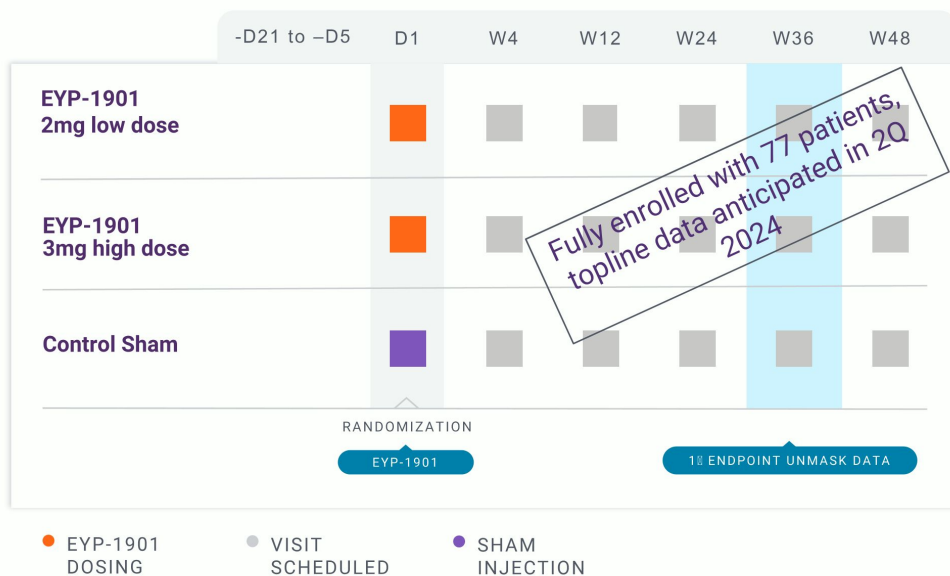 -D21 to –D5 D1 W4 W12 W24 W36 W48
EYP-1901
2mg low dose
Fully enrolled with 77 patients,
topline data anticipated in 2Q
2024
EYP-1901
3mg high dose
Control Sham
RANDOMIZATION
EYP-1901
1 ENDPOINT UNMASK DATA
EYP-1901
DOSING
VISIT
SCHEDULED
SHAM
INJECTION